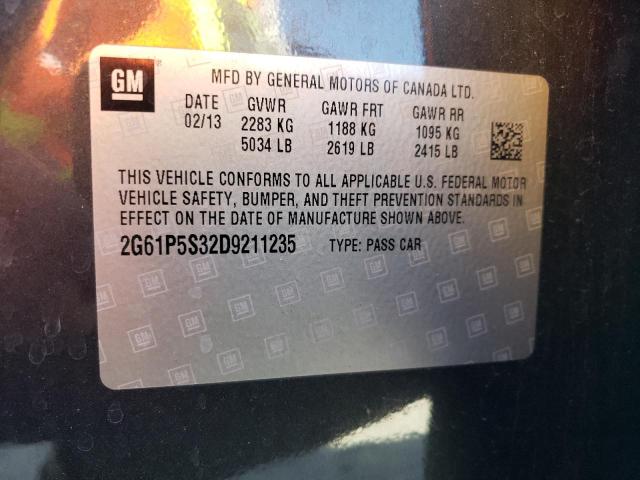 GM
MFD BY GENERAL MOTORS OF CANADA LTD.
DATE GVWR GAWR FRT GAWR RR
02/13 2283 KG 1188 KG 1095 KG
5034 LB 2619 LB 2415 LB
THIS VEHICLE CONFORMS TO ALL APPLICABLE U.S. FEDERAL MOTOR
VEHICLE SAFETY, BUMPER, AND THEFT PREVENTION STANDARDS IN
EFFECT ON THE DATE OF MANUFACTURE SHOWN ABOVE.
2G61P5S32D9211235 TYPE: PASS CAR